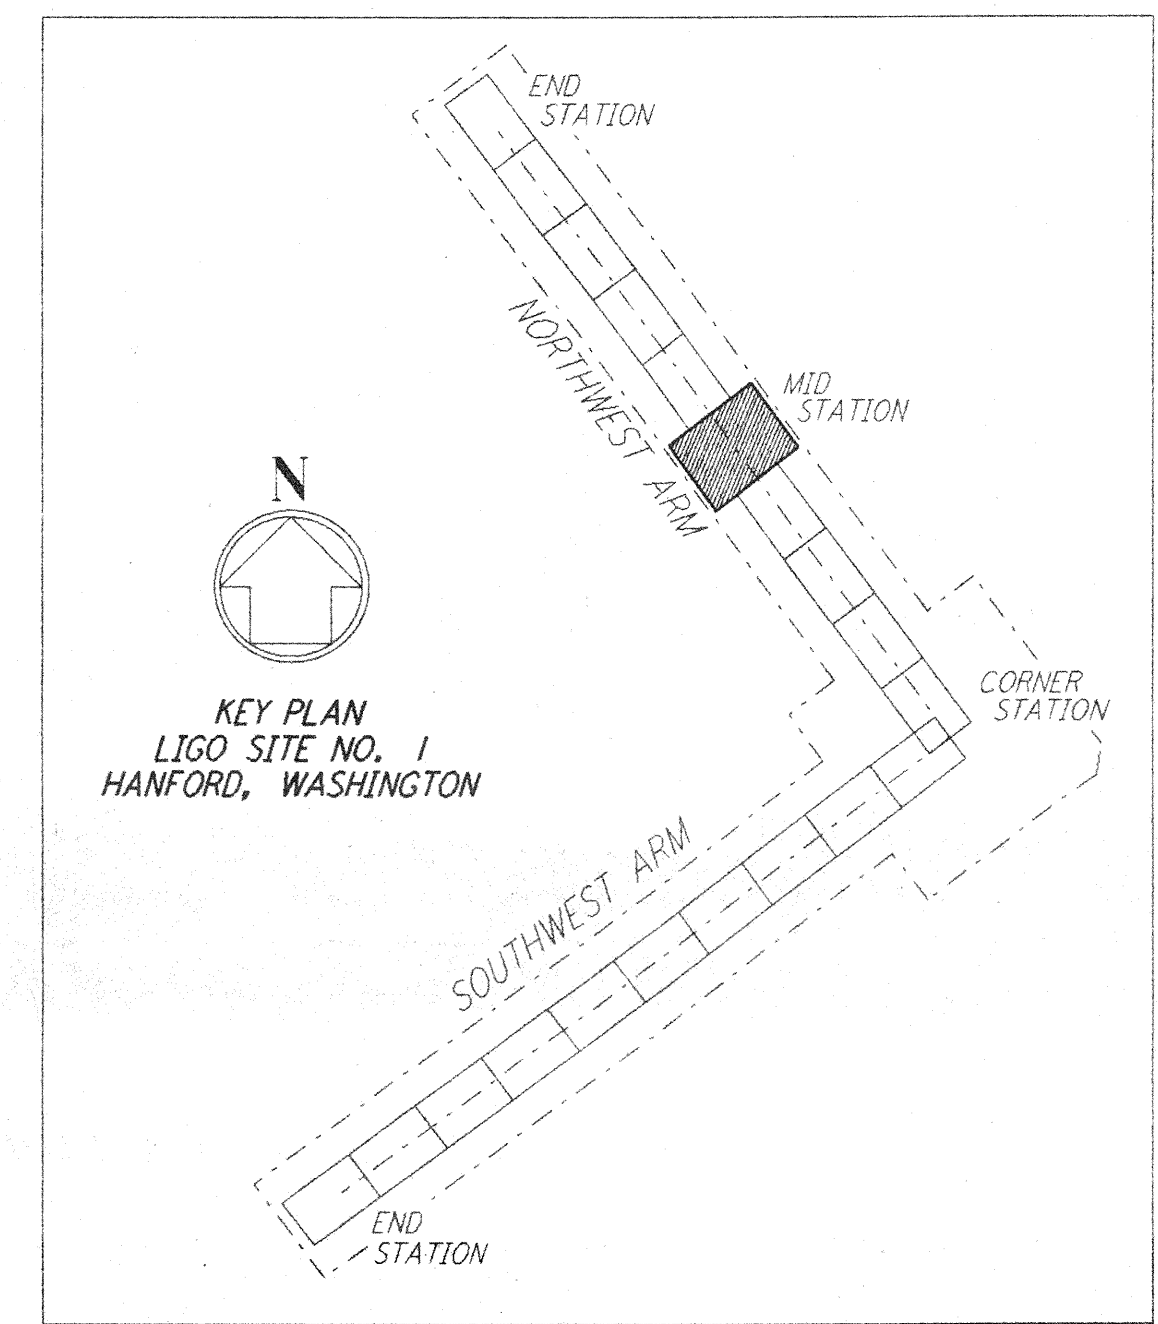 END
STATION
NORTHWEST ARM
MID
STATION
N
KEY PLAN
LIGO SITE NO. 1
HANFORD, WASHINGTON
CORNER
STATION
SOUTHWEST ARM
END
STATION